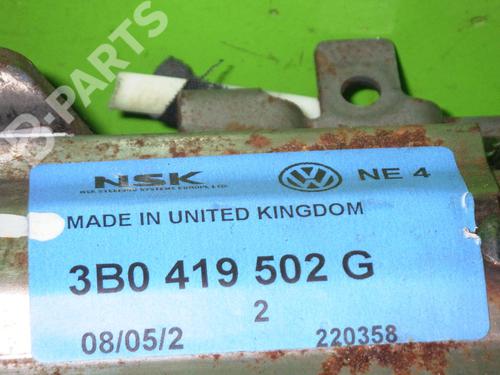 B-PARTS
NSK
NSK STEERING SYSTEMS EUROPE LTD.
NE 4
MADE IN UNITED KINGDOM
3B0 419 502 G
2
08/05/2
220358